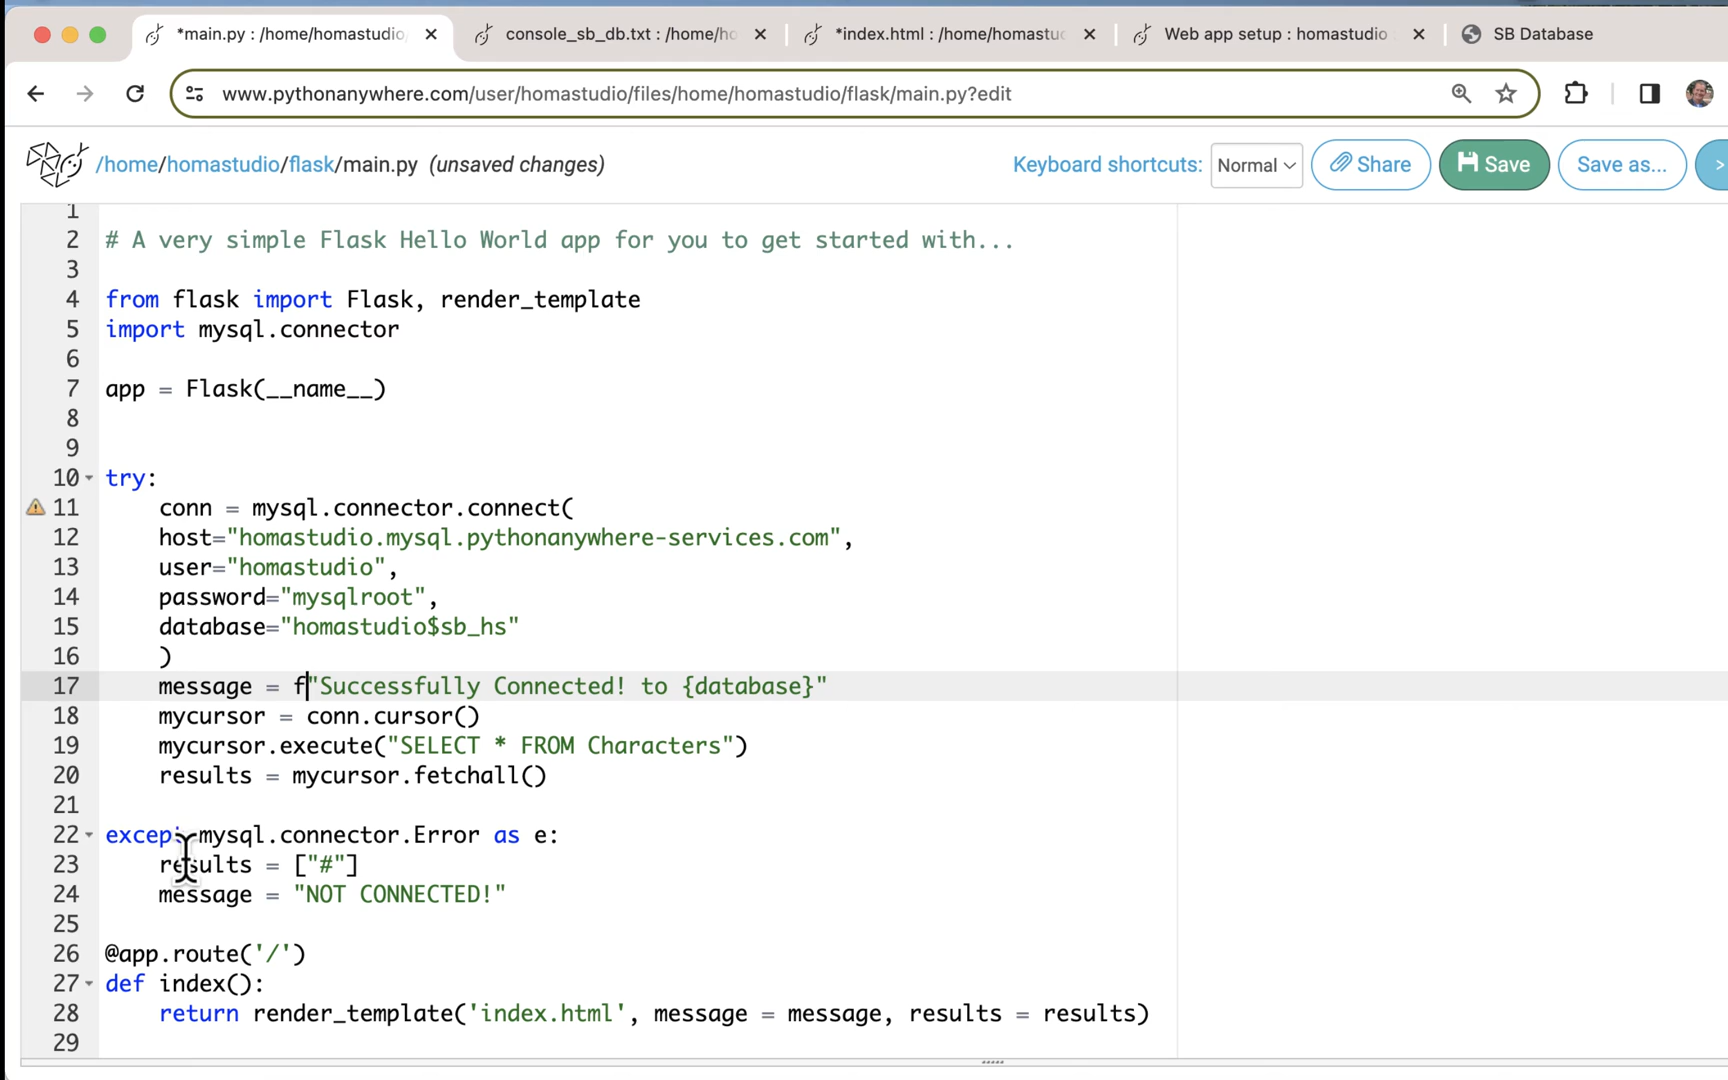 *main.py : /home/homastudio
console_sb_db.txt : /home/ho
*index.html : /home/homastuc
Web app setup : homastudio
SB Database
www.pythonanywhere.com/user/homastudio/files/home/homastudio/flask/main.py?edit
/home/homastudio/flask/main.py (unsaved changes)
Keyboard shortcuts:
Normal
Share
Save
Save as...
>
1
2 # A very simple Flask Hello World app for you to get started with...
3
4 from flask import Flask, render_template
5 import mysql.connector
6
7 app = Flask(__name__)
8
9
10 try:
11 conn = mysql.connector.connect(
12 host="homastudio.mysql.pythonanywhere-services.com",
13 user="homastudio",
14 password="mysqlroot",
15 database="homastudio$sb_hs"
16 )
17 message = f"Successfully Connected! to {database}"
18 mycursor = conn.cursor()
19 mycursor.execute("SELECT * FROM Characters")
20 results = mycursor.fetchall()
21
22 except mysql.connector.Error as e:
23 results = ["#"]
24 message = "NOT CONNECTED!"
25
26 @app.route('/')
27 def index():
28 return render_template('index.html', message = message, results = results)
29